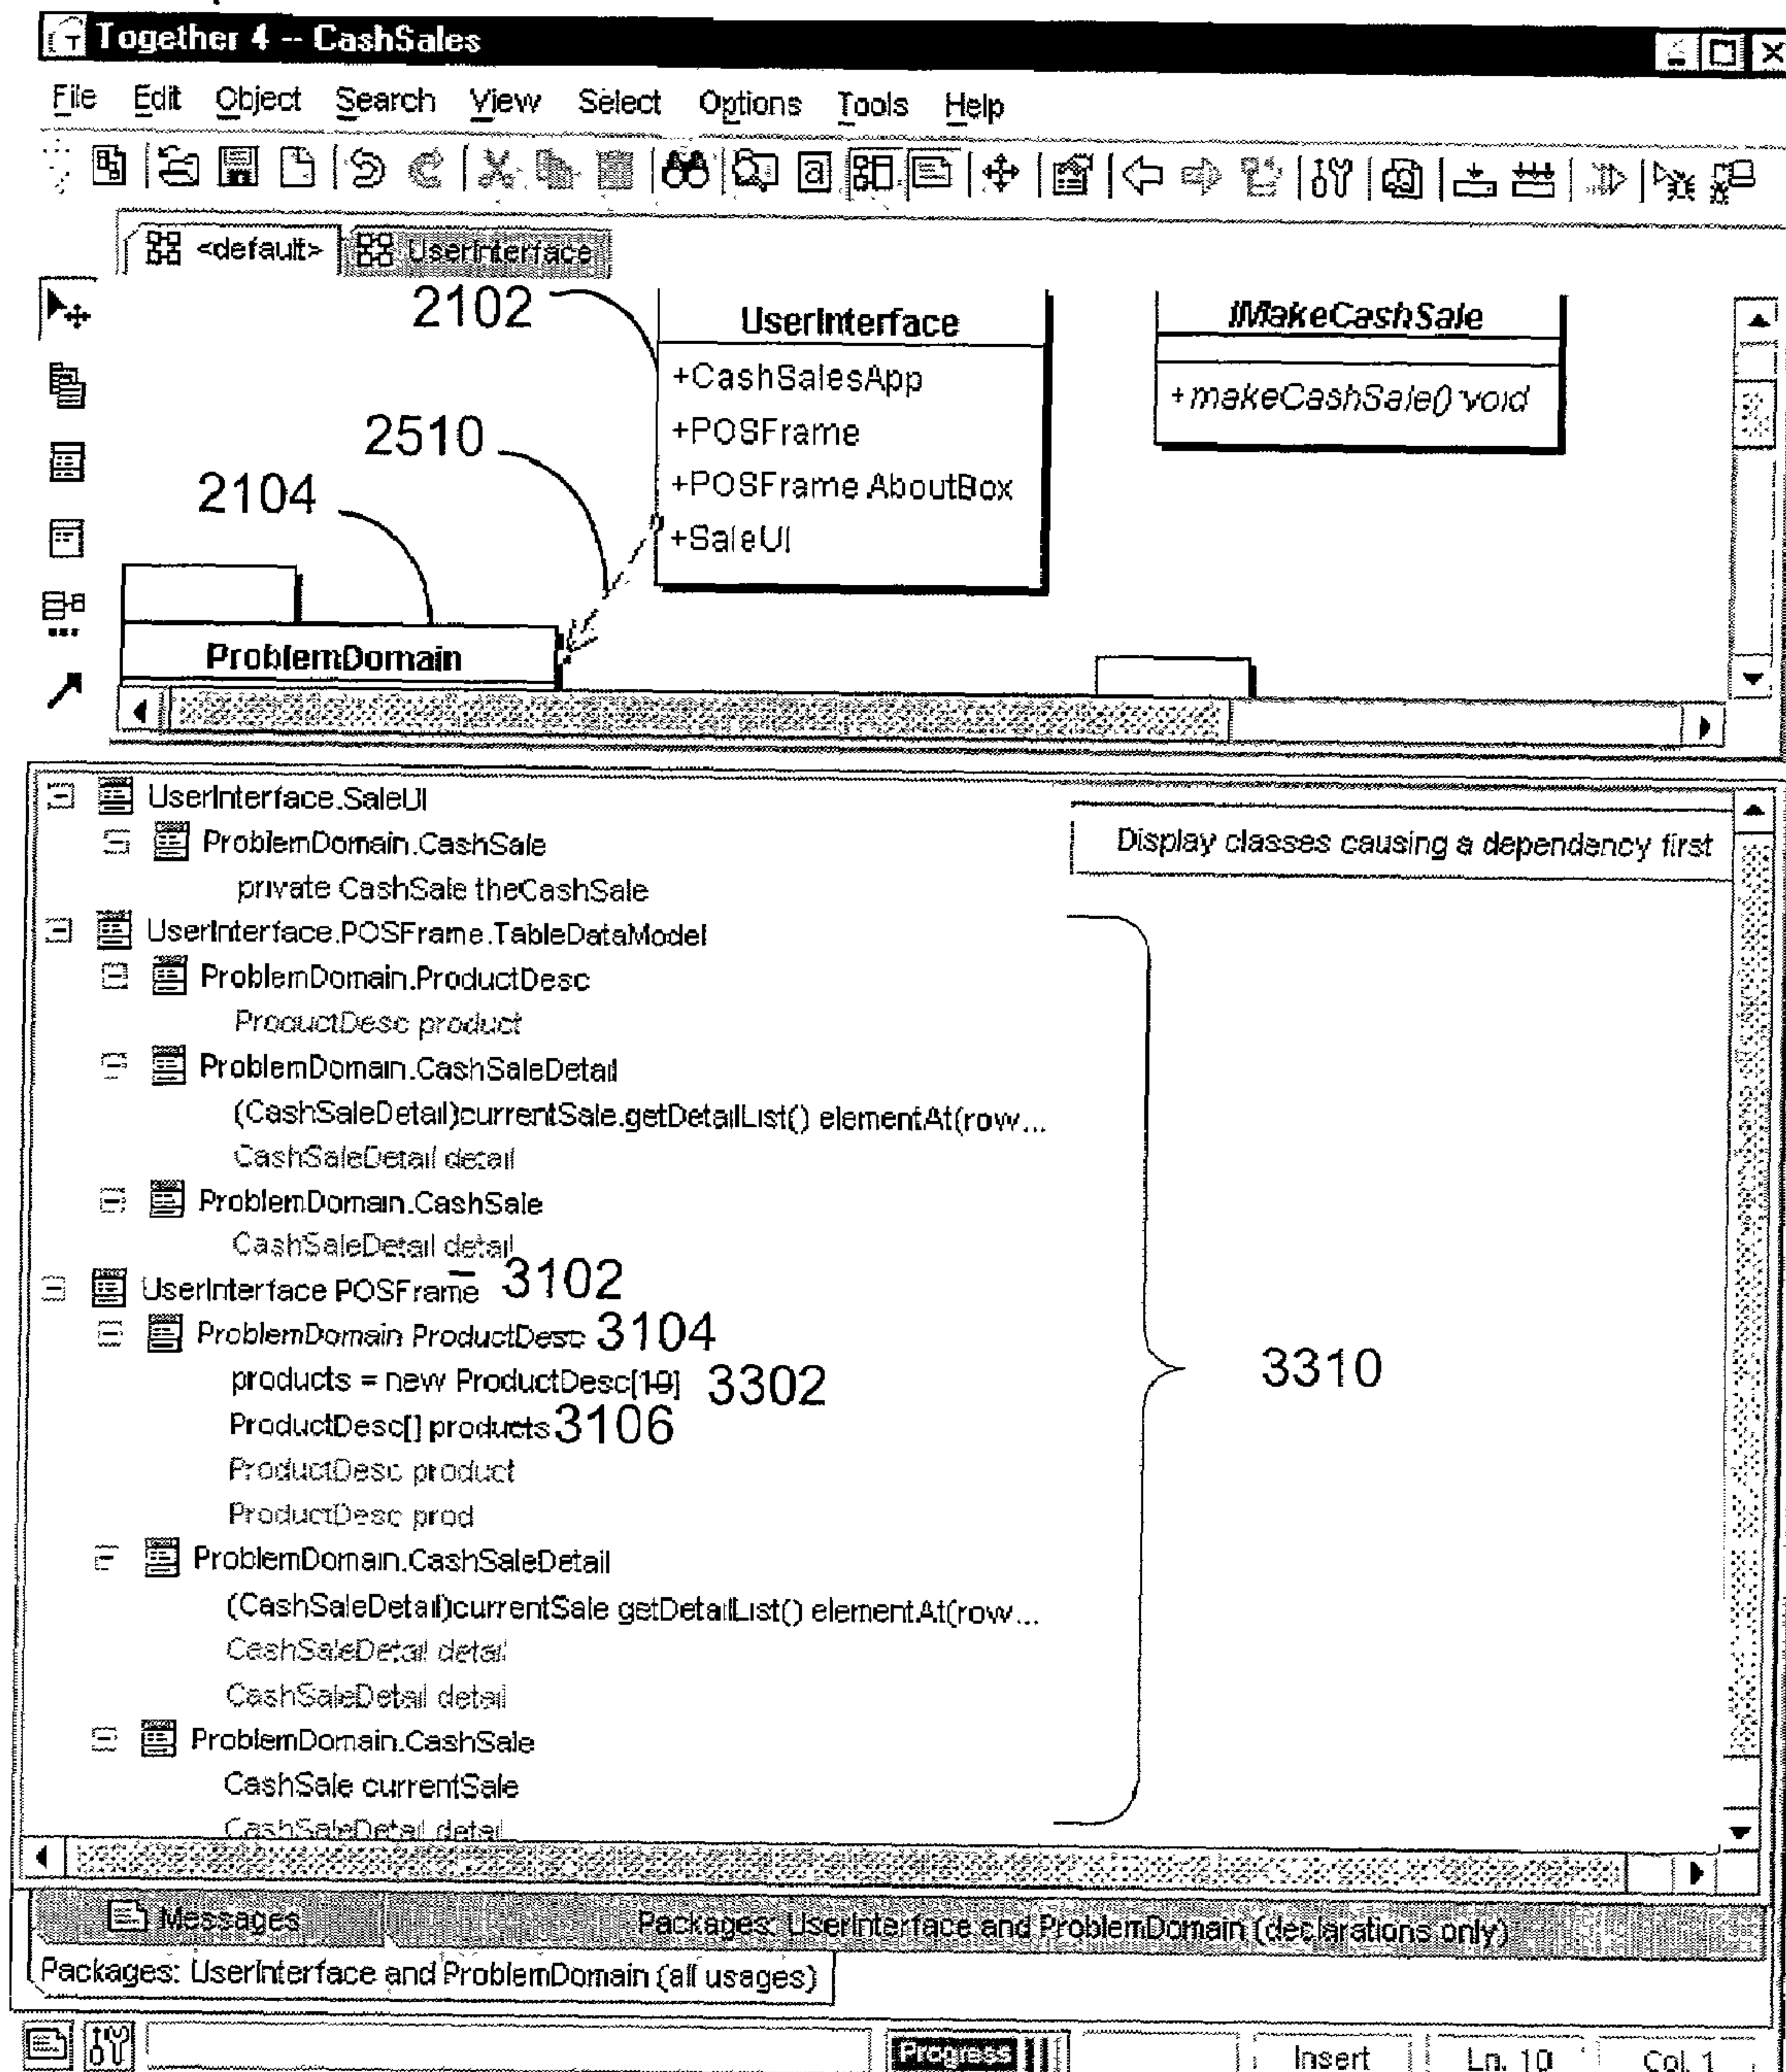 Together 4 -- CashSales
File Edit Object Search View Select Options Tools Help
<default> UserInterface
2102
UserInterface
+CashSalesApp
+POSFrame
+POSFrame.AboutBox
+SaleUI
IMakeCashSale
+makeCashSale():void
2510
2104
ProblemDomain
UserInterface.SaleUI
Display classes causing a dependency first
ProblemDomain.CashSale
private CashSale theCashSale
UserInterface.POSFrame.TableDataModel
ProblemDomain.ProductDesc
ProductDesc product
ProblemDomain.CashSaleDetail
(CashSaleDetail)currentSale.getDetailList().elementAt(row...
CashSaleDetail detail
ProblemDomain.CashSale
CashSaleDetail detail
UserInterface.POSFrame 3102
ProblemDomain.ProductDesc 3104
products = new ProductDesc[10] 3302
ProductDesc[] products 3106
3310
ProductDesc product
ProductDesc prod
ProblemDomain.CashSaleDetail
(CashSaleDetail)currentSale.getDetailList().elementAt(row...
CashSaleDetail detail
CashSaleDetail detail
ProblemDomain.CashSale
CashSale currentSale
CashSaleDetail detail
Messages Packages: UserInterface and ProblemDomain (declarations only)
Packages: UserInterface and ProblemDomain (all usages)
Progress Insert Ln. 10 Col. 1